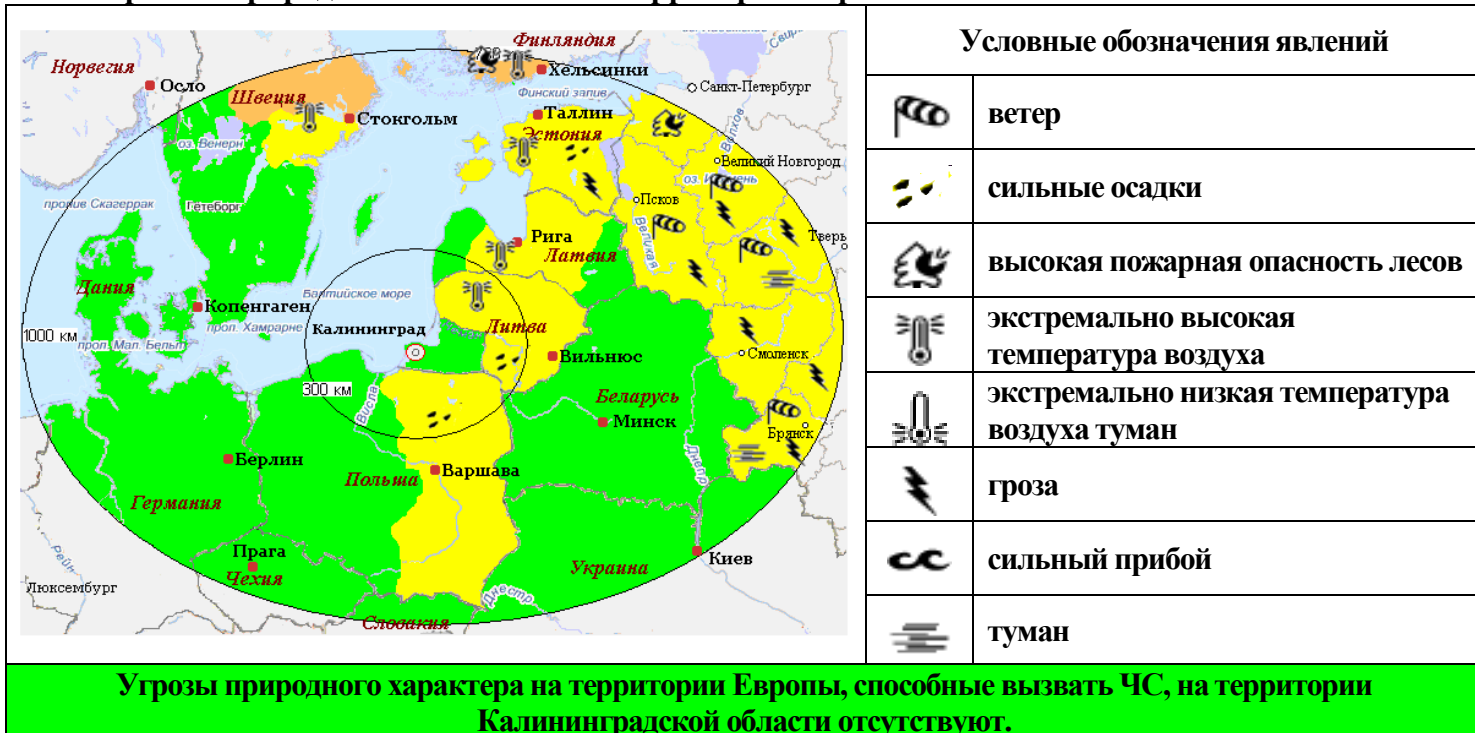 Условные обозначения явлений
ветер
сильные осадки
высокая пожарная опасность лесов
экстремально высокая
температура воздуха
экстремально низкая температура
воздуха туман
гроза
сильный прибой
туман
Норвегия
Осло
Швеция
Стокгольм
Финляндия
Хельсинки
Финский залив
Санкт-Петербург
Свирь
Волхов
Таллин
Эстония
оз. Венерн
Великий Новгород
Псков
Великая
пролив Скагеррак
Гетеборг
Рига
Латвия
Тверь
Дания
Копенгаген
Балтийское море
прол. Хамрарне
Калининград
Литва
1000 км
прол. Мал. Бельт
Вильнюс
Смоленск
300 км
Висла
Беларусь
Минск
Брянск
Днепр
Берлин
Польша
Варшава
Германия
Прага
Чехия
Украина
Киев
Рейн
Люксембург
Днестр
Словакия
Угрозы природного характера на территории Европы, способные вызвать ЧС, на территории
Калининградской области отсутствуют.